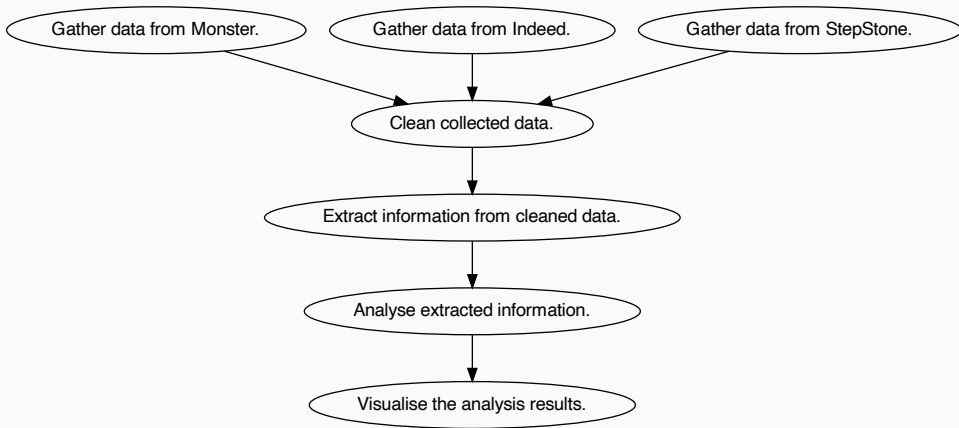 Gather data from Monster.
Gather data from Indeed.
Gather data from StepStone.
Clean collected data.
Extract information from cleaned data.
Analyse extracted information.
Visualise the analysis results.